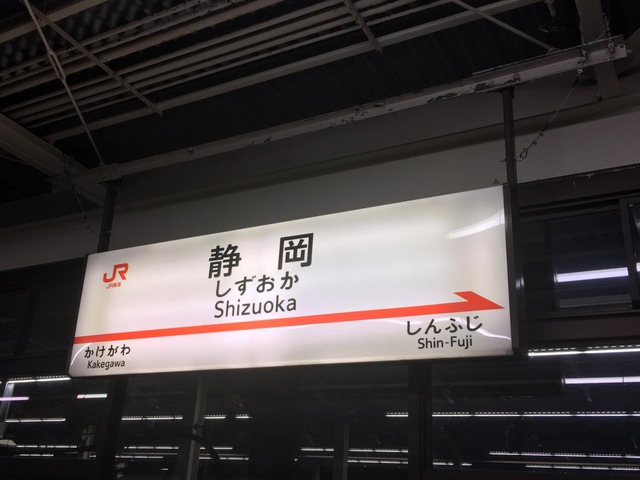 JR
JR東海
静岡
しずおか
Shizuoka
かけがわ
Kakegawa
しんふじ
Shin-Fuji